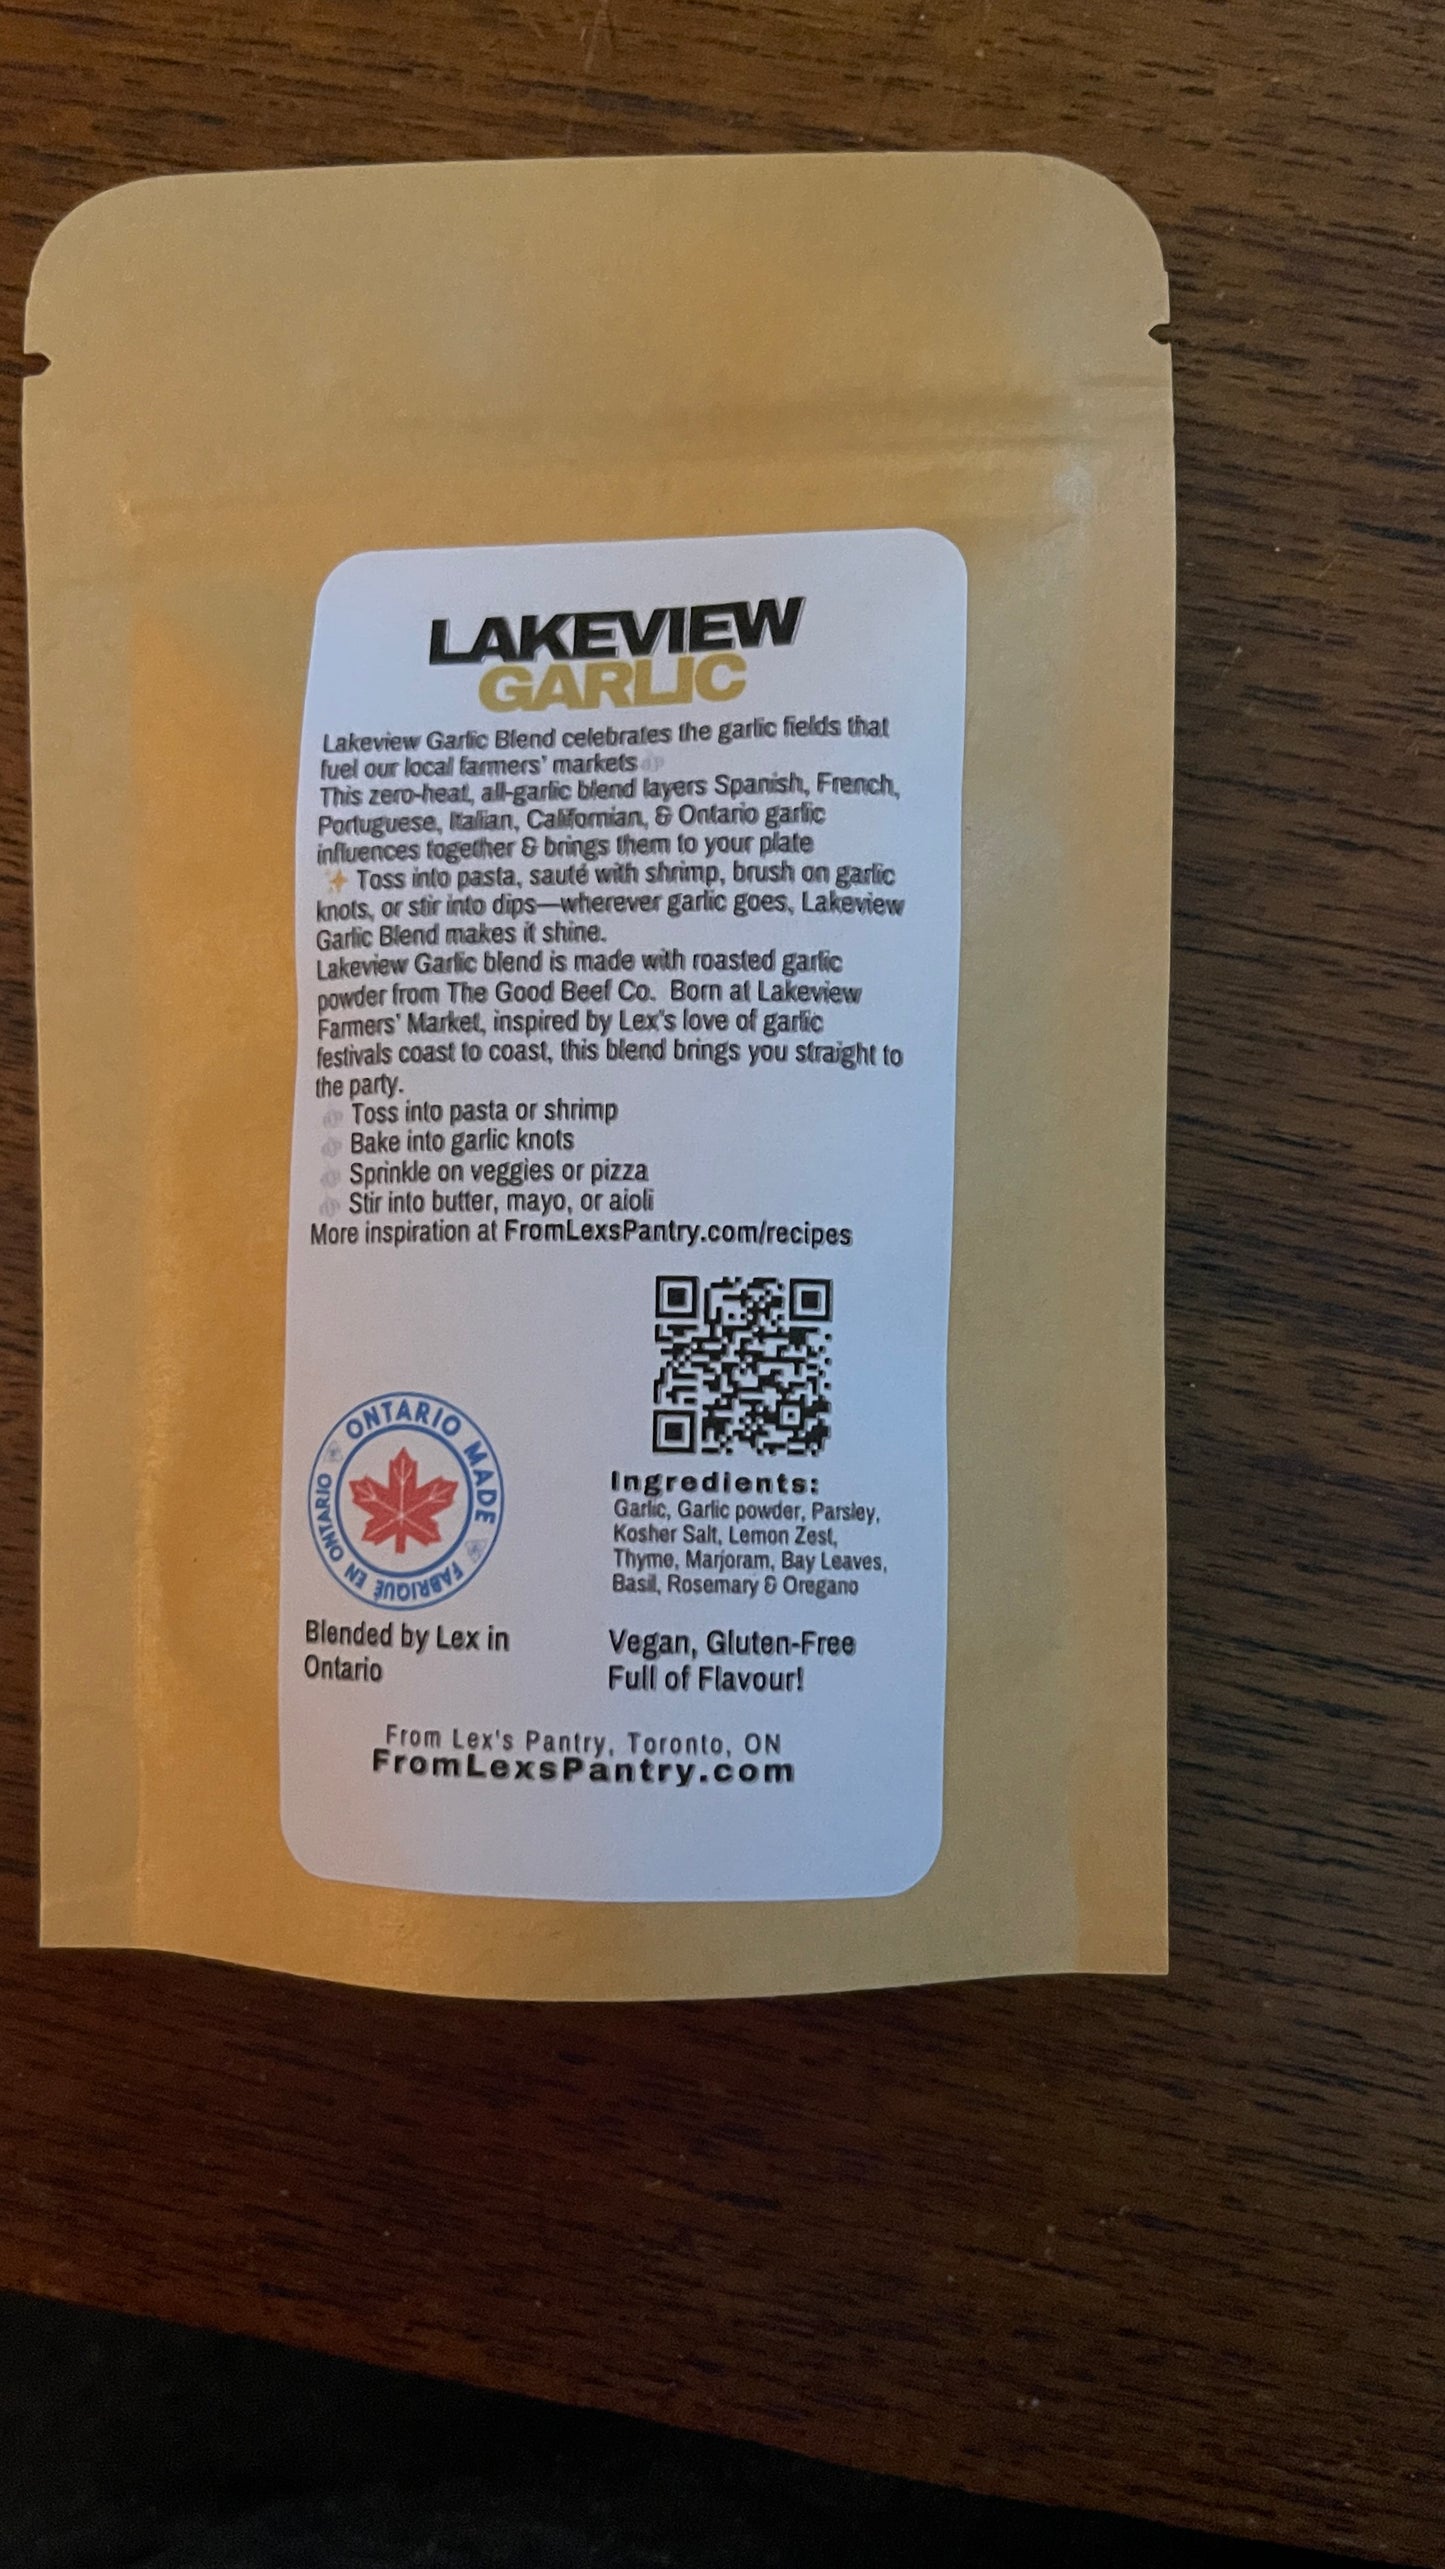 LAKEVIEW
GARLIC
Lakeview Garlic Blend celebrates the garlic fields that
fuel our local farmers' markets
This zero-heat, all-garlic blend layers Spanish, French,
Portuguese, Italian, Californian, & Ontario garlic
influences together & brings them to your plate
✨ Toss into pasta, sauté with shrimp, brush on garlic
knots, or stir into dips—wherever garlic goes, Lakeview
Garlic Blend makes it shine.
Lakeview Garlic blend is made with roasted garlic
powder from The Good Beef Co. Born at Lakeview
Farmers' Market, inspired by Lex's love of garlic
festivals coast to coast, this blend brings you straight to
the party.
🧄 Toss into pasta or shrimp
🧄 Bake into garlic knots
🧄 Sprinkle on veggies or pizza
🧄 Stir into butter, mayo, or aioli
More inspiration at FromLexsPantry.com/recipes
ONTARIO MADE
FABRIQUÉ EN ONTARIO
Blended by Lex in
Ontario
Ingredients:
Garlic, Garlic powder, Parsley,
Kosher Salt, Lemon Zest,
Thyme, Marjoram, Bay Leaves,
Basil, Rosemary & Oregano
Vegan, Gluten-Free
Full of Flavour!
From Lex's Pantry, Toronto, ON
FromLexsPantry.com